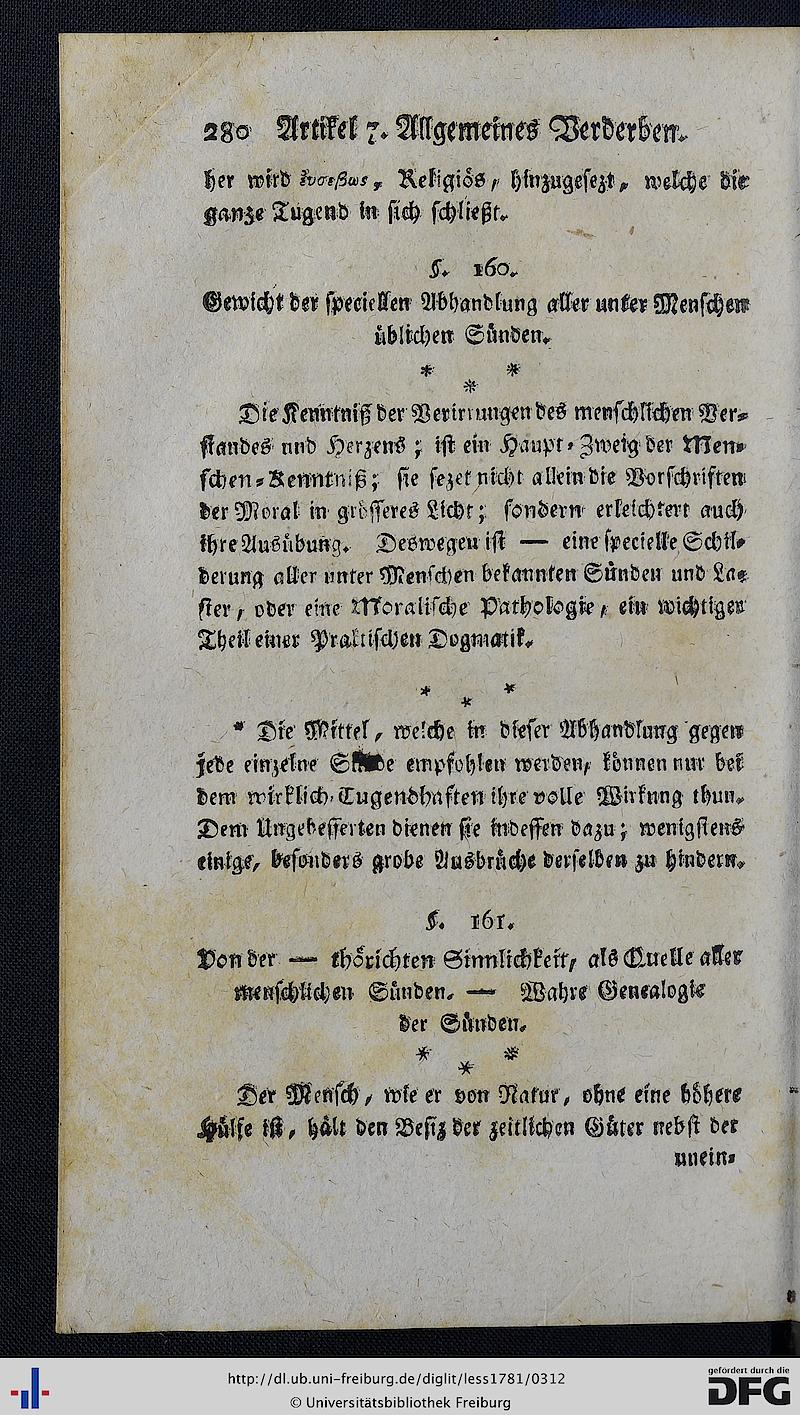 280 Artikel 7. Allgemeines Verderben.
her wird ἐυσεβως, Religiös, hinzugesezt, welche die
ganze Tugend in sich schließt.
§. 160.
Gewicht der speciellen Abhandlung aller unter Menschen
üblichen Sünden.
* *
*
Die Kenntniß der Verirrungen des menschlichen Ver-
standes und Herzens; ist ein Haupt-Zweig der Men-
schen-Kenntniß; sie sezet nicht allein die Vorschriften
der Moral in grösseres Licht; sondern erleichtert auch
ihre Ausübung. Deswegen ist — eine specielle Schil-
derung aller unter Menschen bekannten Sünden und La-
ster, oder eine Moralische Pathologie, ein wichtiger
Theil einer Praktischen Dogmatik.
* *
*
* Die Mittel, welche in dieser Abhandlung gegen
jede einzelne Sünde empfohlen werden, können nur bei
dem wirklich-Tugendhaften ihre volle Wirkung thun.
Dem Ungebesserten dienen sie indessen dazu; wenigstens
einige, besonders grobe Ausbrüche derselben zu hindern.
§. 161.
Von der — thörichten Sinnlichkeit, als Quelle aller
menschlichen Sünden. — Wahre Genealogie
der Sünden.
* *
*
Der Mensch, wie er von Natur, ohne eine höhere
Hülfe ist, hält den Besiz der zeitlichen Güter nebst der
unein-
http://dl.ub.uni-freiburg.de/diglit/less1781/0312
© Universitätsbibliothek Freiburg
gefördert durch die
DFG